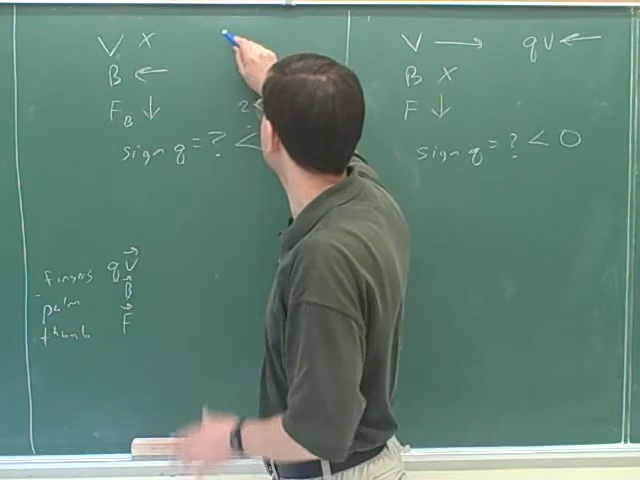 V X
B ←
F_B ↓
sign q = ? <
V → qV ←
B X
F ↓
sign q = ? < 0
fingers qV⃗
palm B⃗
thumb F⃗